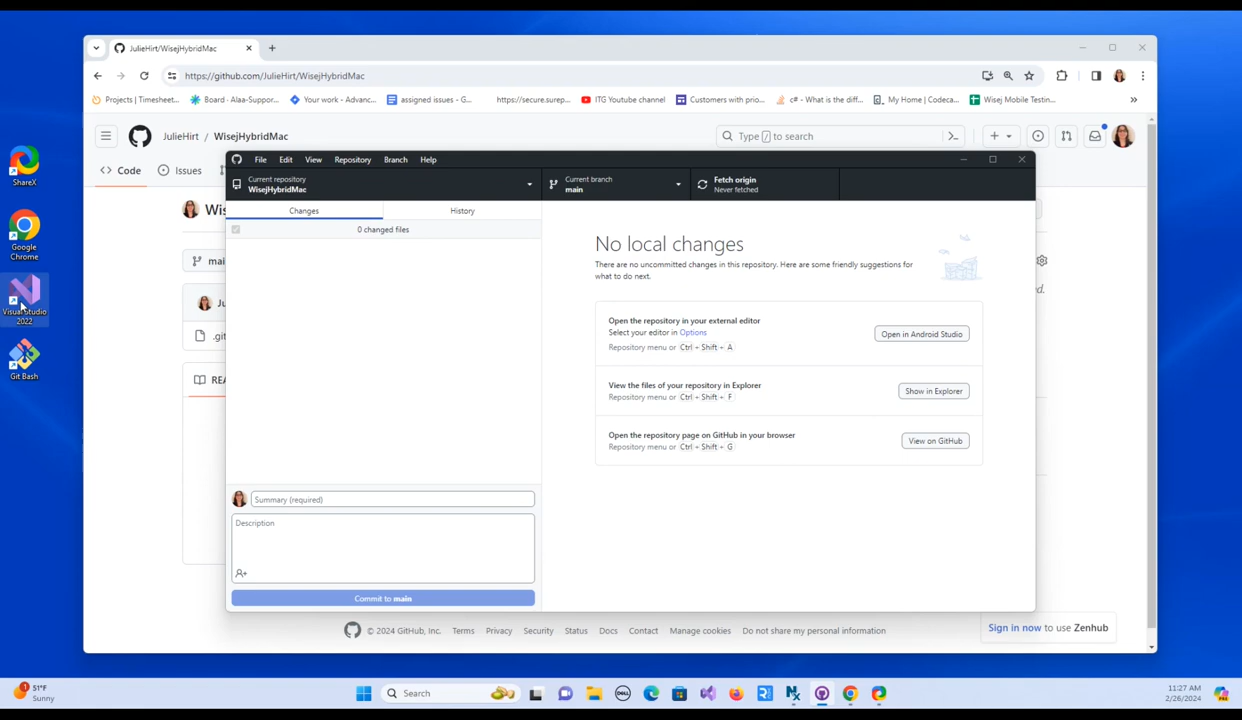 JulieHirt/WisejHybridMac
https://github.com/JulieHirt/WisejHybridMac
Projects | Timesheet...
Board - Alaa-Suppor...
Your work - Advanc...
assigned issues - G...
https://secure.surep...
ITG Youtube channel
Customers with prio...
c# - What is the diff...
My Home | Codeca...
Wisej Mobile Testin...
»
JulieHirt / WisejHybridMac
Type / to search
Code
Issues
Wi
mai
Ju
.gi
REA
d.
File Edit View Repository Branch Help
Current repository
WisejHybridMac
Current branch
main
Fetch origin
Never fetched
Changes
History
0 changed files
No local changes
There are no uncommitted changes in this repository. Here are some friendly suggestions for
what to do next.
Open the repository in your external editor
Select your editor in Options
Repository menu or Ctrl + Shift + A
Open in Android Studio
View the files of your repository in Explorer
Repository menu or Ctrl + Shift + F
Show in Explorer
Open the repository page on GitHub in your browser
Repository menu or Ctrl + Shift + G
View on GitHub
Summary (required)
Description
Commit to main
© 2024 GitHub, Inc. Terms Privacy Security Status Docs Contact Manage cookies Do not share my personal information
Sign in now to use Zenhub
ShareX
Google
Chrome
Visual Studio
2022
Git Bash
1
51°F
Sunny
Search
DELL
11:27 AM
2/26/2024